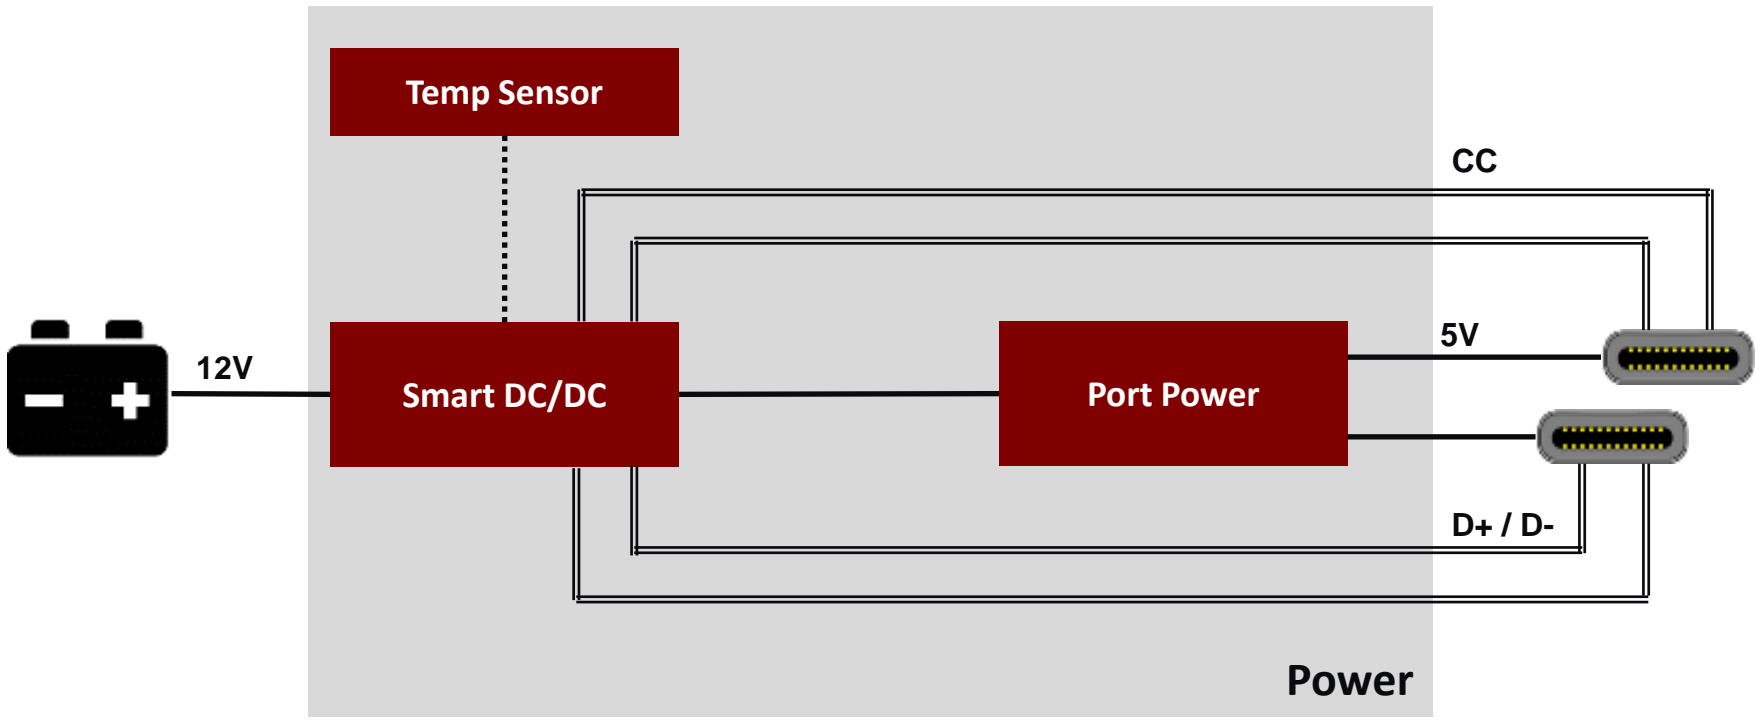 Temp Sensor
CC
12V
Smart DC/DC
Port Power
5V
D+ / D-
Power